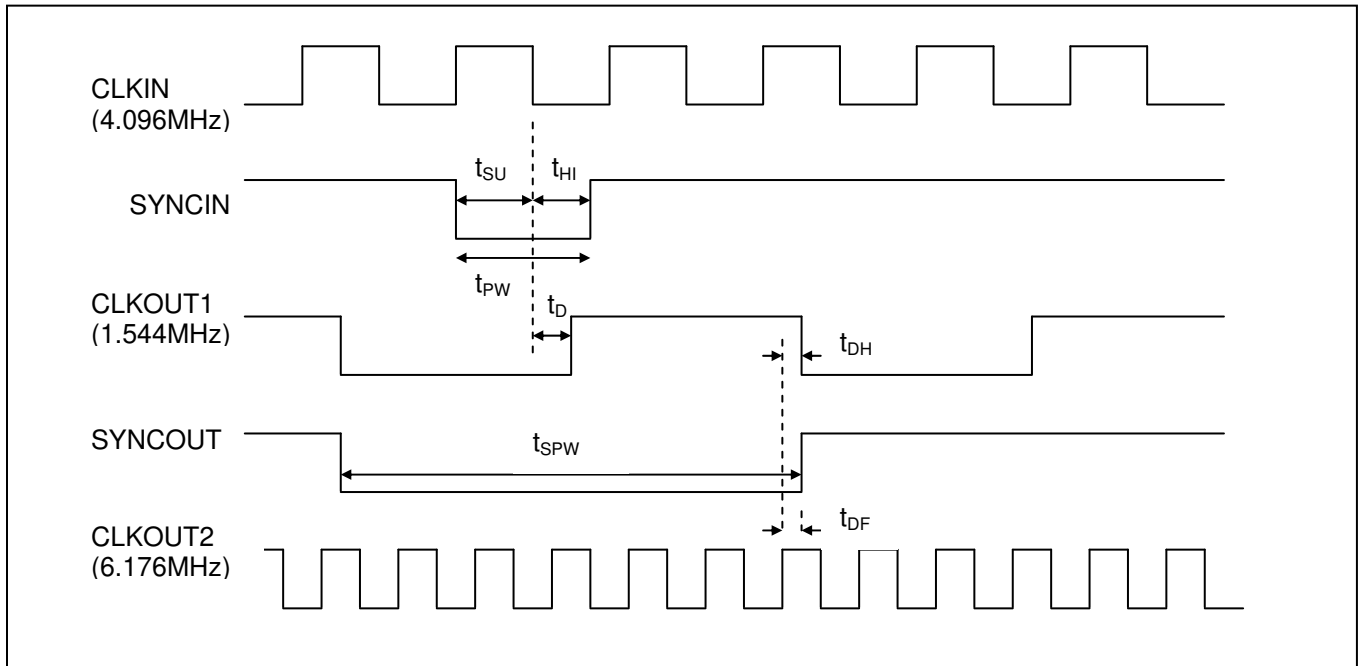 CLKIN
(4.096MHz)
tSU
tHI
SYNCIN
tPW
tD
CLKOUT1
(1.544MHz)
tDH
SYNCOUT
tSPW
tDF
CLKOUT2
(6.176MHz)